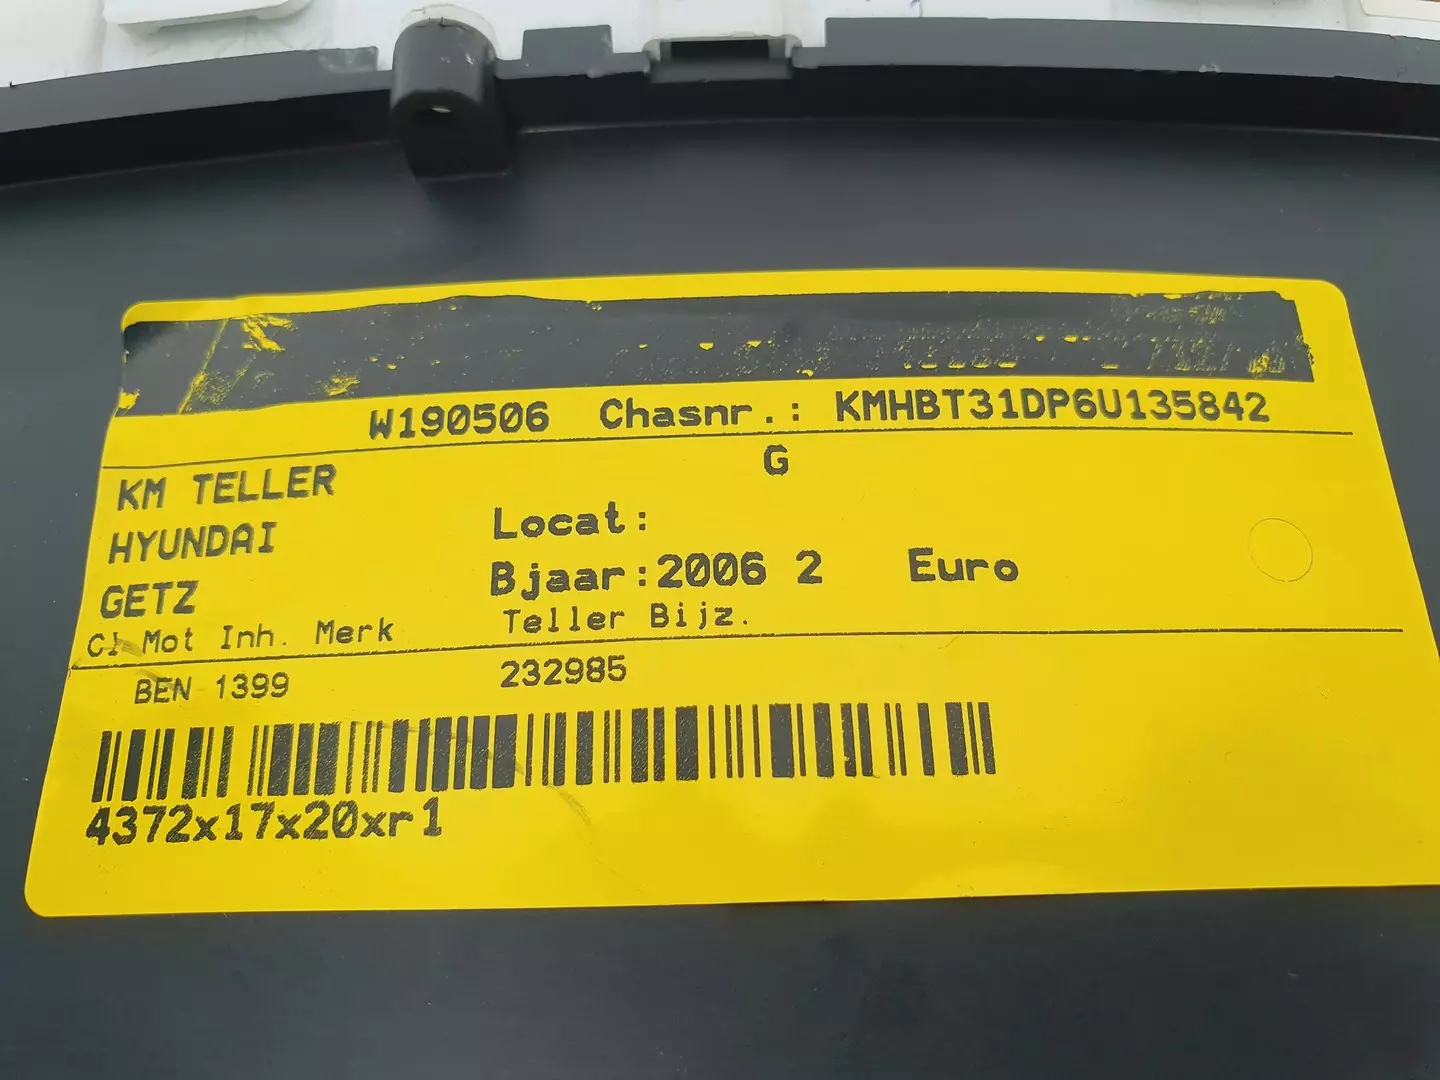 W190506 Chasnr.: KMHBT31DP6U135842
KM TELLER G
HYUNDAI Locat:
GETZ Bjaar:2006 2 Euro
Cl Mot Inh. Merk Teller Bijz.
BEN 1399 232985
4372x17x20xr1